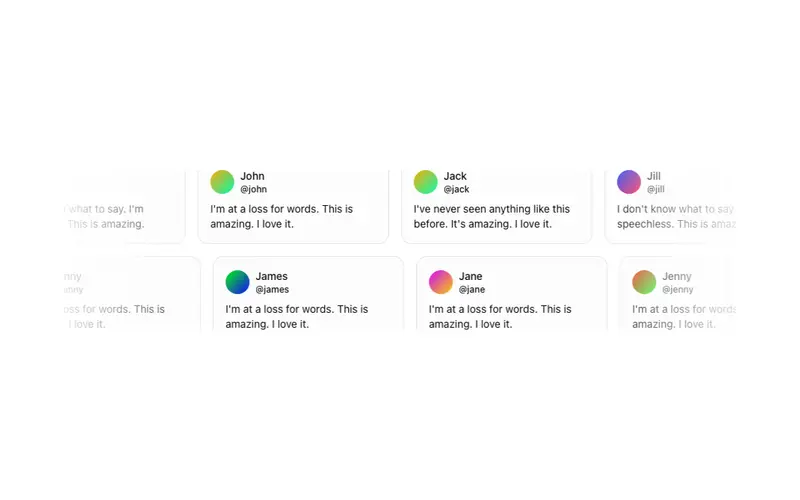 what to say. I'm
This is amazing.
John
@john
I'm at a loss for words. This is
amazing. I love it.
Jack
@jack
I've never seen anything like this
before. It's amazing. I love it.
Jill
@jill
I don't know what to say
speechless. This is amaz
nny
enny
oss for words. This is
I love it.
James
@james
I'm at a loss for words. This is
amazing. I love it.
Jane
@jane
I'm at a loss for words. This is
amazing. I love it.
Jenny
@jenny
I'm at a loss for words
amazing. I love it.